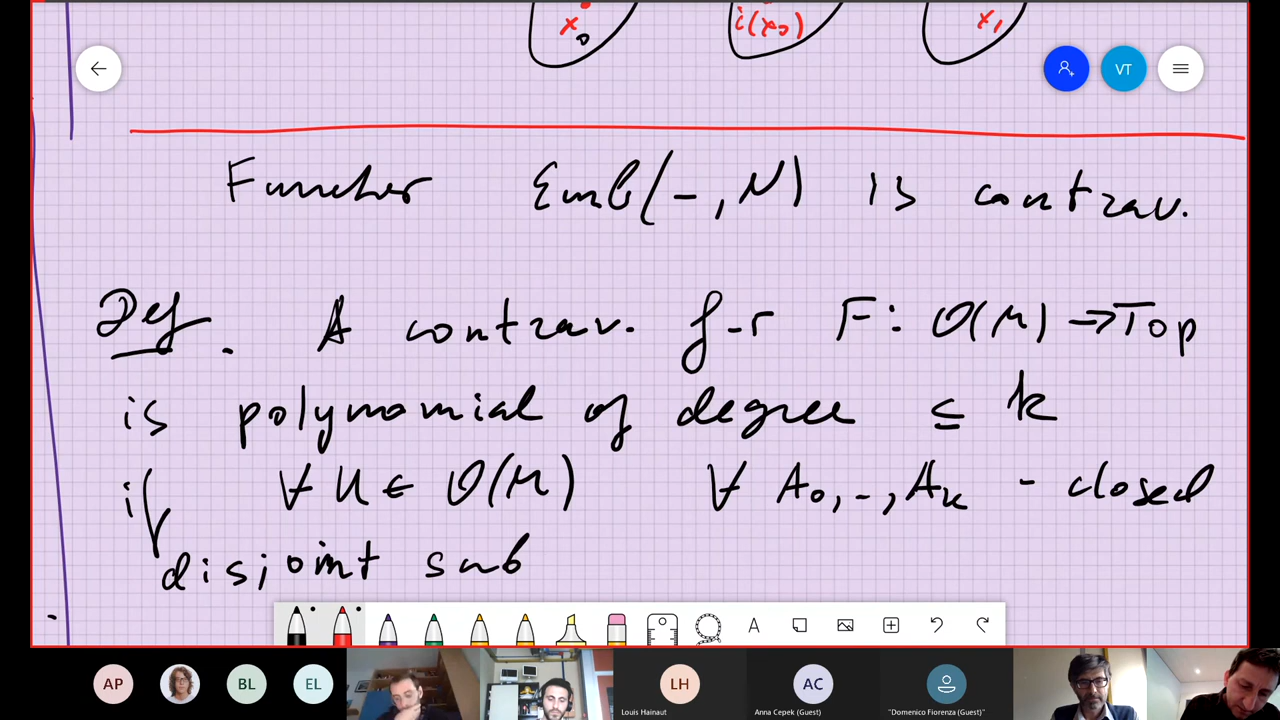 x₀ i(x₀) x₁
VT
Functor Emb(–, N) is contrav.
Def. A contrav. f-r F: O(M) → Top
is polynomial of degree ≤ k
if ∀ U ∈ O(M) ∀ A₀, –, Aₖ - closed
disjoint sub
A
AP BL EL LH AC
Louis Hainaut Anna Cepek (Guest) "Domenico Fiorenza (Guest)"